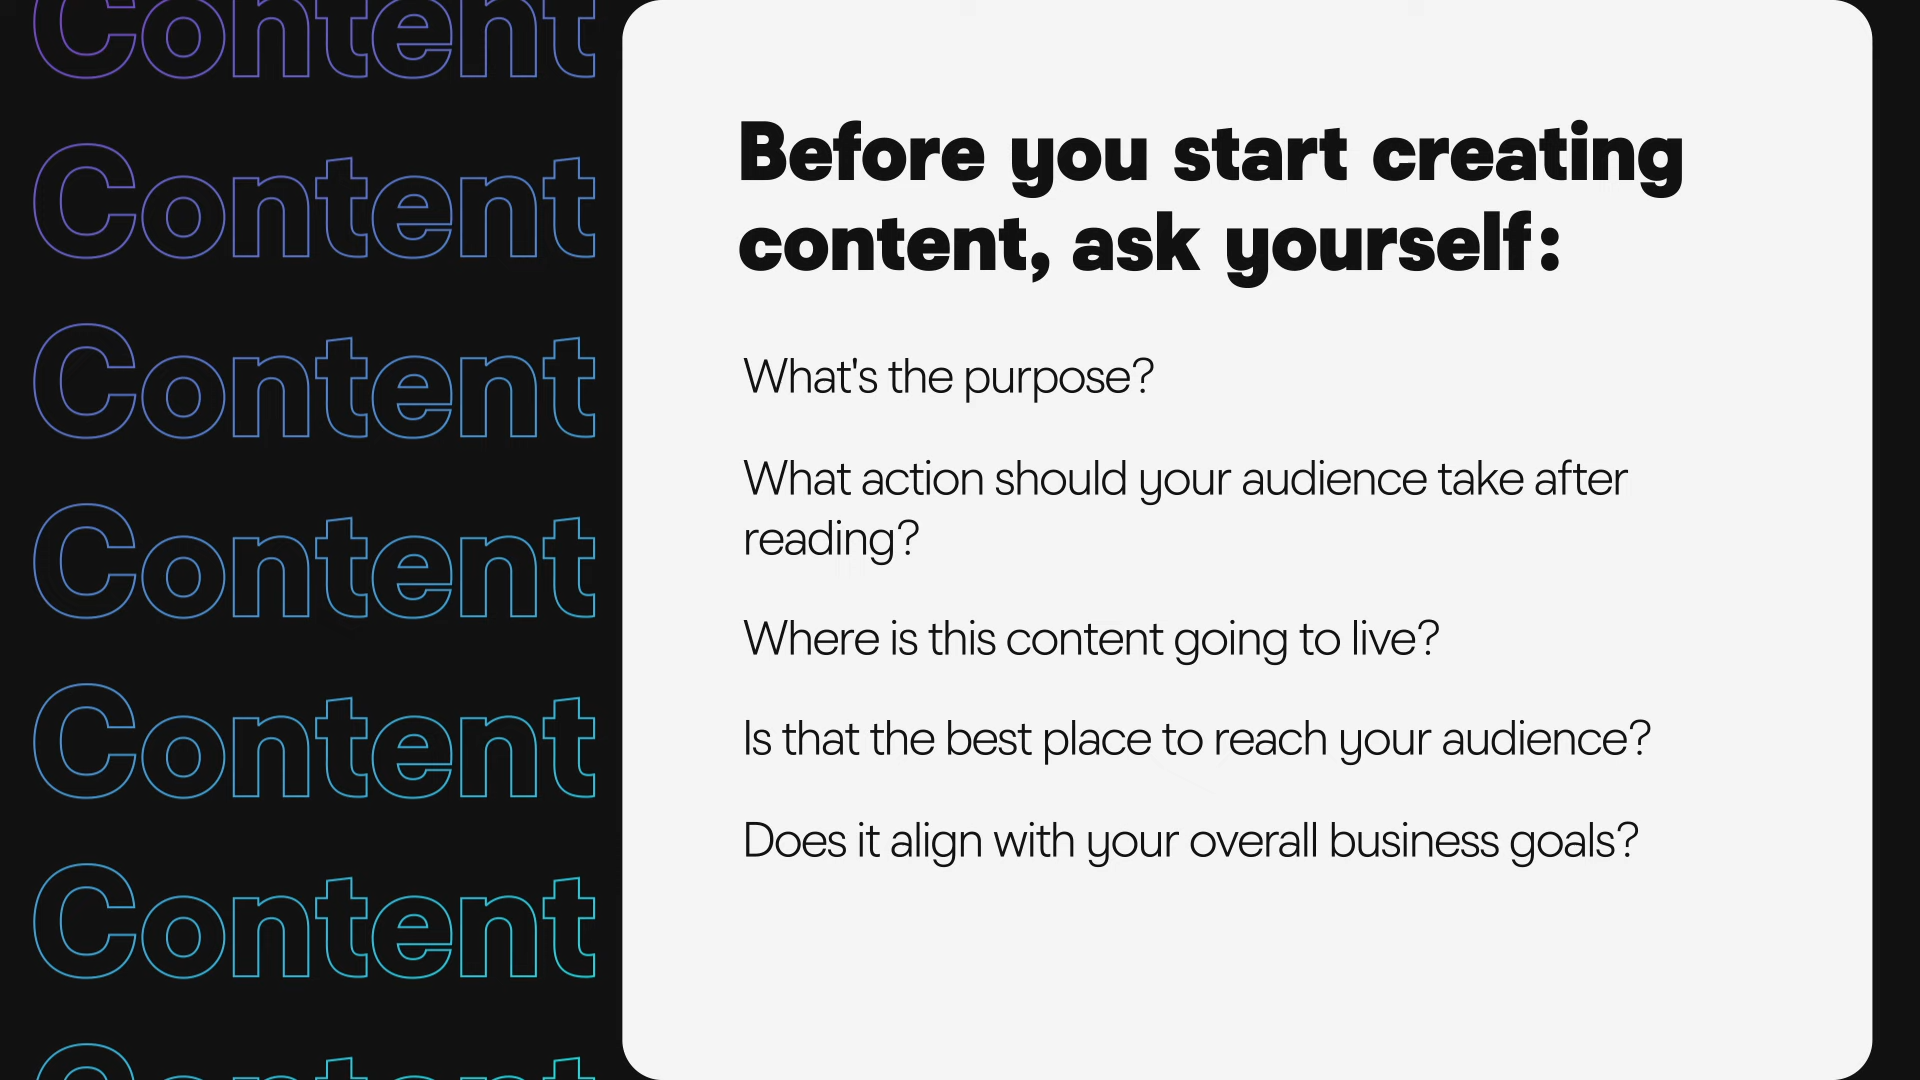 Content
Content
Content
Content
Content
Content
Content
Before you start creating
content, ask yourself:
What's the purpose?
What action should your audience take after
reading?
Where is this content going to live?
Is that the best place to reach your audience?
Does it align with your overall business goals?